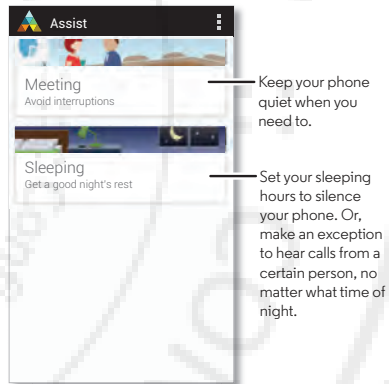 Assist
Meeting
Avoid interruptions
Keep your phone
quiet when you
need to.
Sleeping
Get a good night's rest
Set your sleeping
hours to silence
your phone. Or,
make an exception
to hear calls from a
certain person, no
matter what time of
night.